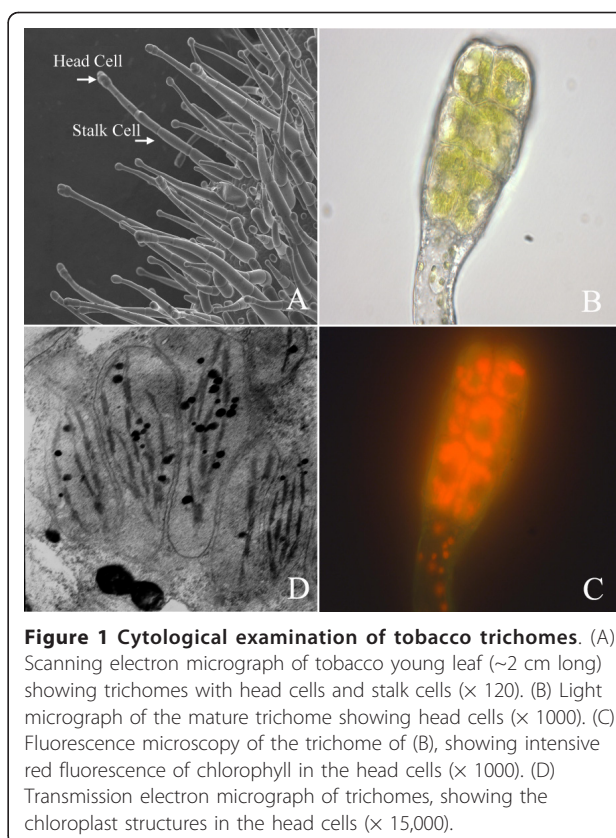 Head Cell
Stalk Cell
A
B
D
C
Figure 1 Cytological examination of tobacco trichomes. (A)
Scanning electron micrograph of tobacco young leaf (~2 cm long)
showing trichomes with head cells and stalk cells (× 120). (B) Light
micrograph of the mature trichome showing head cells (× 1000). (C)
Fluorescence microscopy of the trichome of (B), showing intensive
red fluorescence of chlorophyll in the head cells (× 1000). (D)
Transmission electron micrograph of trichomes, showing the
chloroplast structures in the head cells (× 15,000).